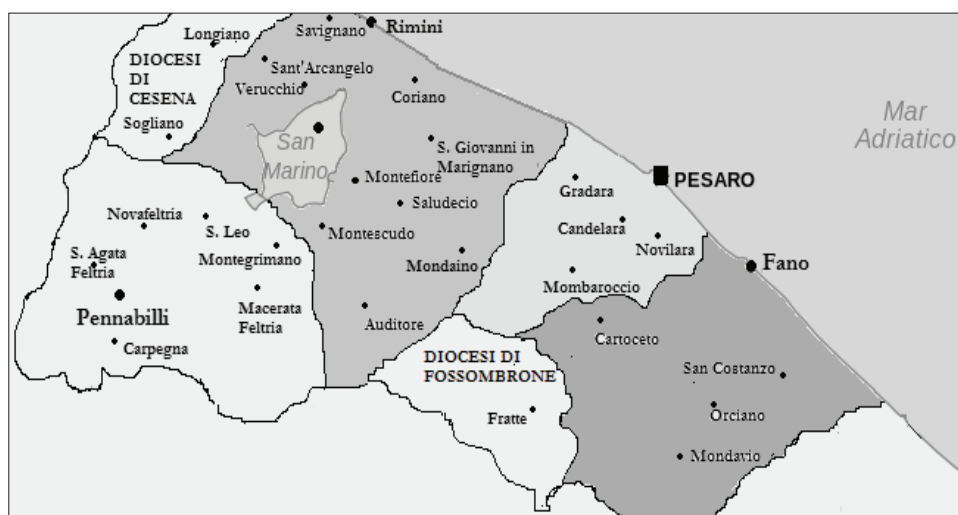 Longiano
Savignano
Rimini
DIOCESI
DI
CESENA
Sant'Arcangelo
Verucchio
Coriano
Sogliano
San
Marino
S. Giovanni in
Marignano
Mar
Adriatico
Montefiore
Gradara
PESARO
Saludecio
Novafeltria
S. Leo
Montescudo
Candelara
Novilara
S. Agata
Feltria
Montegrimano
Mondaino
Fano
Mombaroccio
Pennabilli
Macerata
Feltria
Auditore
Cartoceto
Carpegna
DIOCESI DI
FOSSOMBRONE
San Costanzo
Fratte
Orciano
Mondavio